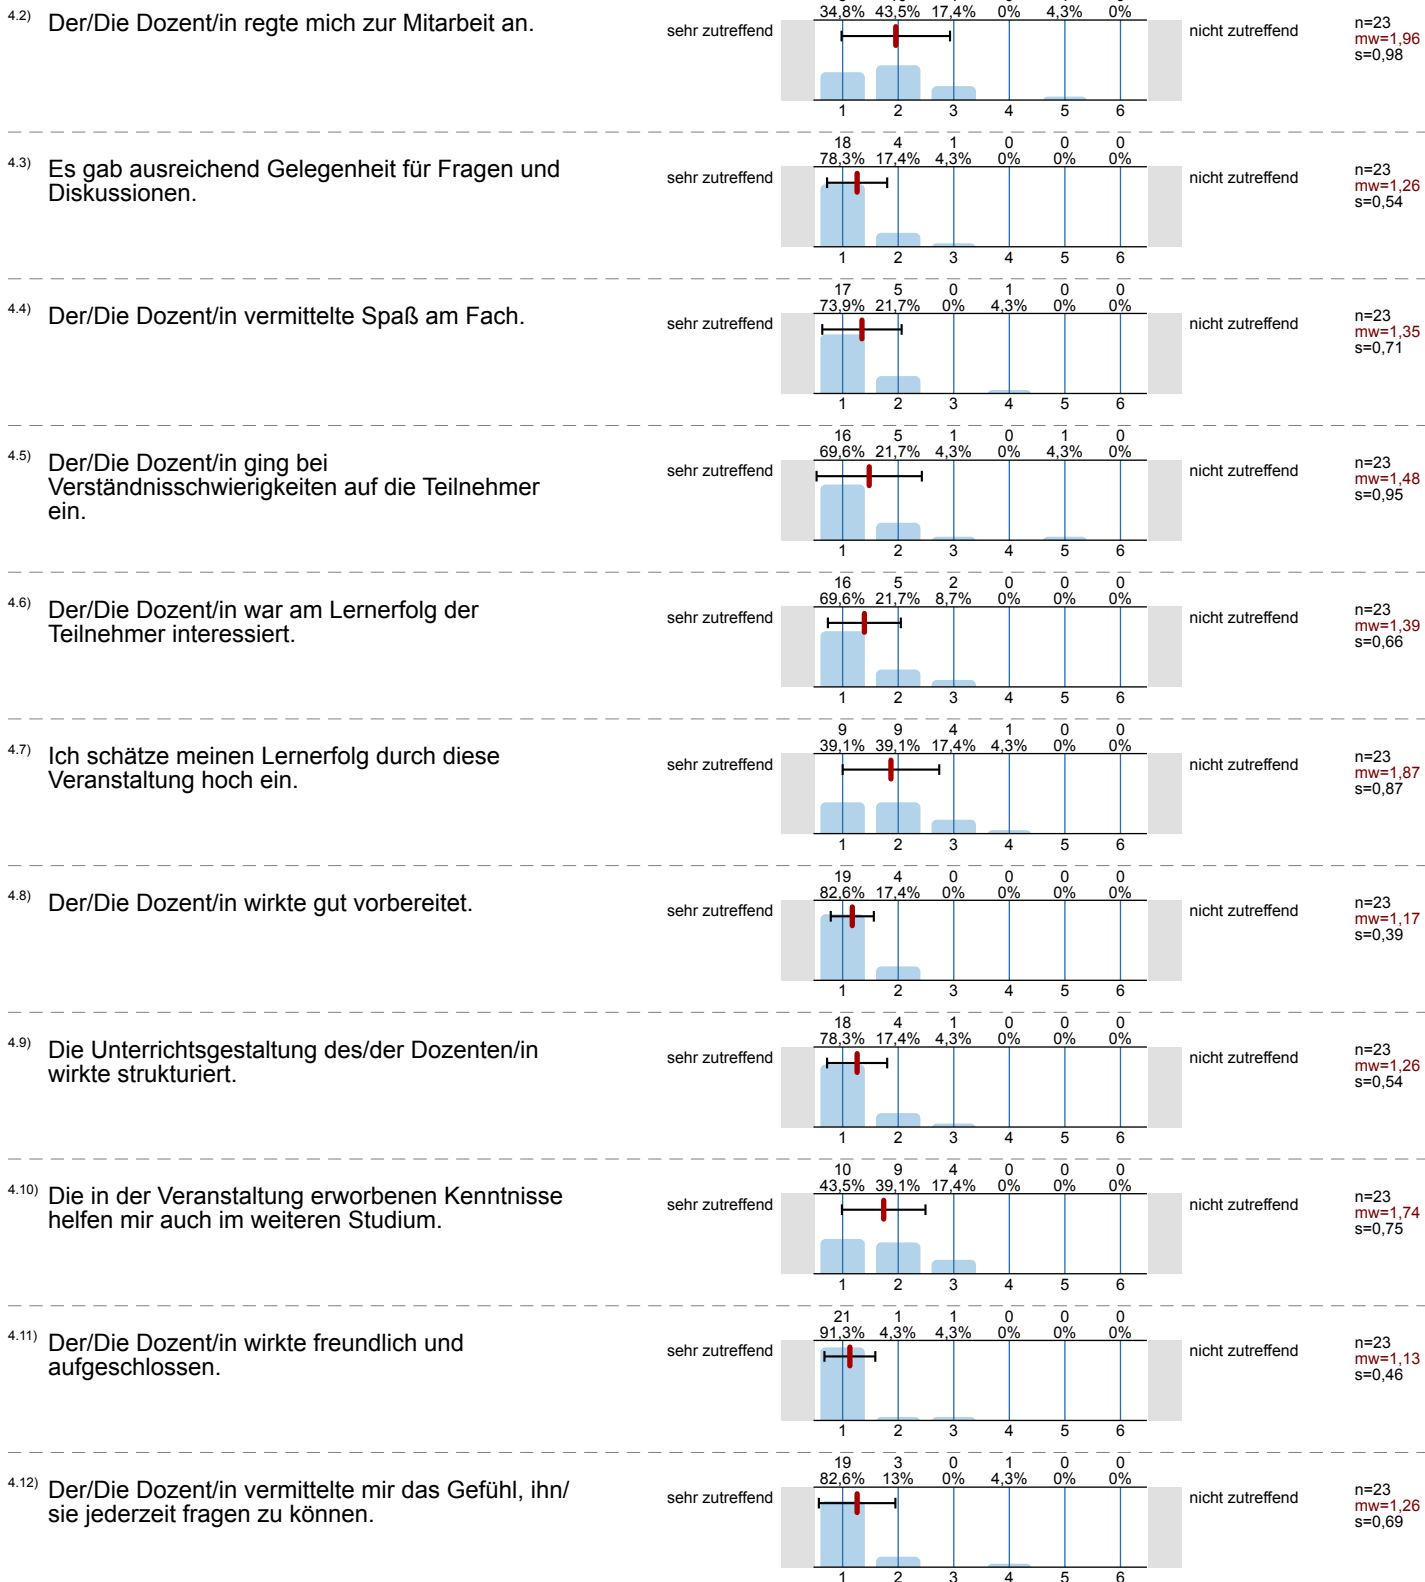 34,8% 43,5% 17,4% 0% 4,3% 0%
4.2) Der/Die Dozent/in regte mich zur Mitarbeit an.
sehr zutreffend
nicht zutreffend
n=23
mw=1,96
s=0,98
1 2 3 4 5 6
18 4 1 0 0 0
78,3% 17,4% 4,3% 0% 0% 0%
4.3) Es gab ausreichend Gelegenheit für Fragen und
Diskussionen.
sehr zutreffend
nicht zutreffend
n=23
mw=1,26
s=0,54
1 2 3 4 5 6
17 5 0 1 0 0
73,9% 21,7% 0% 4,3% 0% 0%
4.4) Der/Die Dozent/in vermittelte Spaß am Fach.
sehr zutreffend
nicht zutreffend
n=23
mw=1,35
s=0,71
1 2 3 4 5 6
16 5 1 0 1 0
69,6% 21,7% 4,3% 0% 4,3% 0%
4.5) Der/Die Dozent/in ging bei
Verständnisschwierigkeiten auf die Teilnehmer
ein.
sehr zutreffend
nicht zutreffend
n=23
mw=1,48
s=0,95
1 2 3 4 5 6
16 5 2 0 0 0
69,6% 21,7% 8,7% 0% 0% 0%
4.6) Der/Die Dozent/in war am Lernerfolg der
Teilnehmer interessiert.
sehr zutreffend
nicht zutreffend
n=23
mw=1,39
s=0,66
1 2 3 4 5 6
9 9 4 1 0 0
39,1% 39,1% 17,4% 4,3% 0% 0%
4.7) Ich schätze meinen Lernerfolg durch diese
Veranstaltung hoch ein.
sehr zutreffend
nicht zutreffend
n=23
mw=1,87
s=0,87
1 2 3 4 5 6
19 4 0 0 0 0
82,6% 17,4% 0% 0% 0% 0%
4.8) Der/Die Dozent/in wirkte gut vorbereitet.
sehr zutreffend
nicht zutreffend
n=23
mw=1,17
s=0,39
1 2 3 4 5 6
18 4 1 0 0 0
78,3% 17,4% 4,3% 0% 0% 0%
4.9) Die Unterrichtsgestaltung des/der Dozenten/in
wirkte strukturiert.
sehr zutreffend
nicht zutreffend
n=23
mw=1,26
s=0,54
1 2 3 4 5 6
10 9 4 0 0 0
43,5% 39,1% 17,4% 0% 0% 0%
4.10) Die in der Veranstaltung erworbenen Kenntnisse
helfen mir auch im weiteren Studium.
sehr zutreffend
nicht zutreffend
n=23
mw=1,74
s=0,75
1 2 3 4 5 6
21 1 1 0 0 0
91,3% 4,3% 4,3% 0% 0% 0%
4.11) Der/Die Dozent/in wirkte freundlich und
aufgeschlossen.
sehr zutreffend
nicht zutreffend
n=23
mw=1,13
s=0,46
1 2 3 4 5 6
19 3 0 1 0 0
82,6% 13% 0% 4,3% 0% 0%
4.12) Der/Die Dozent/in vermittelte mir das Gefühl, ihn/
sie jederzeit fragen zu können.
sehr zutreffend
nicht zutreffend
n=23
mw=1,26
s=0,69
1 2 3 4 5 6